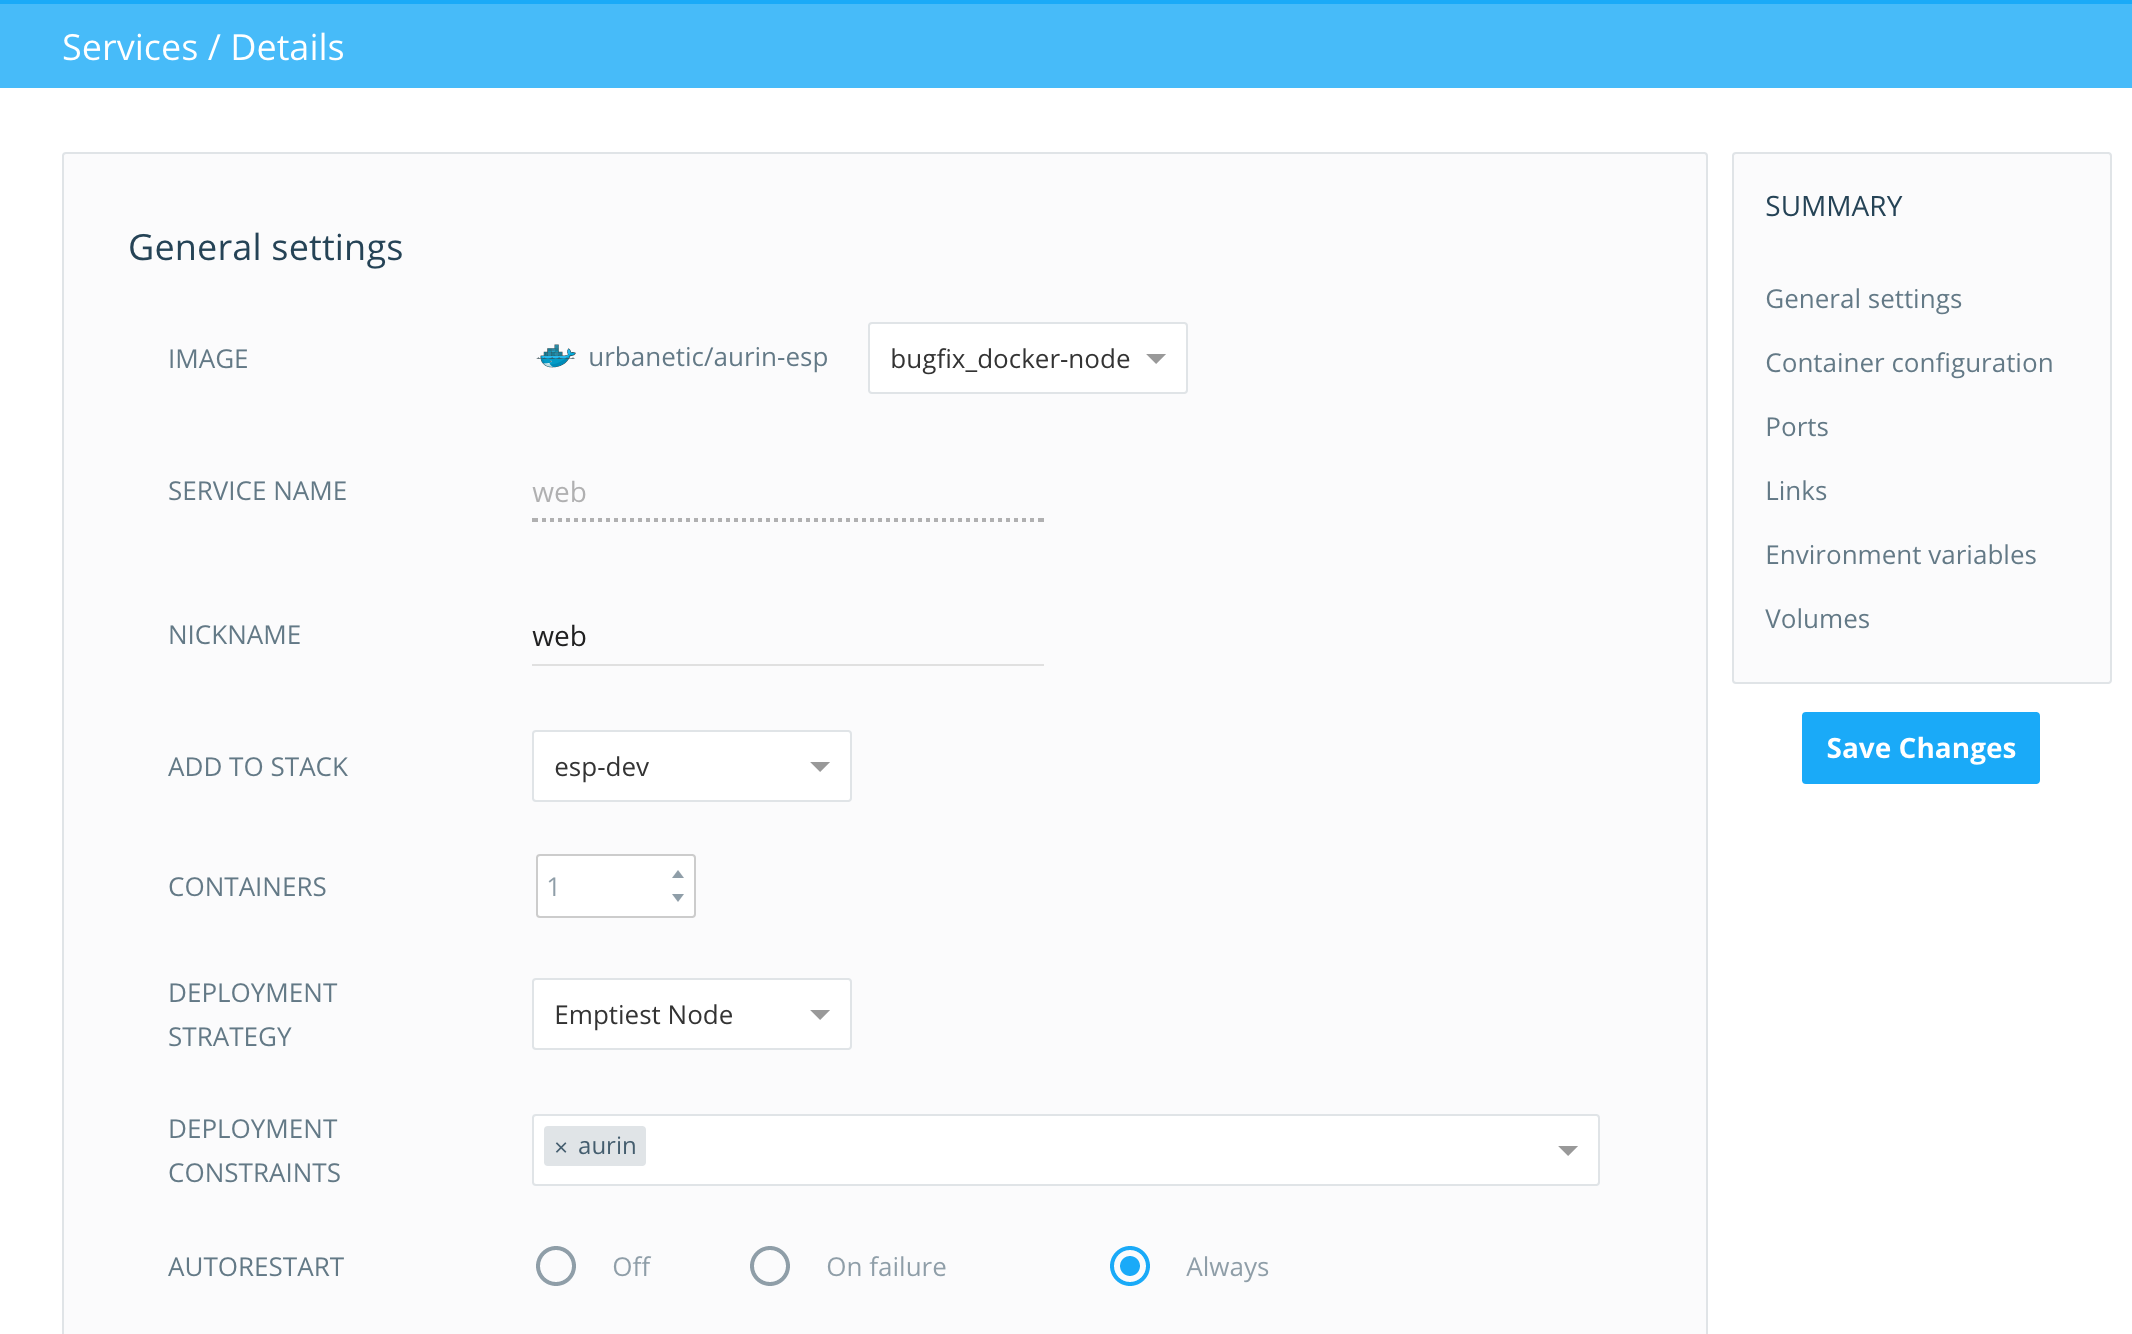 Services / Details
General settings
IMAGE
urbanetic/aurin-esp
bugfix_docker-node
SERVICE NAME
web
NICKNAME
web
ADD TO STACK
esp-dev
CONTAINERS
1
DEPLOYMENT
STRATEGY
Emptiest Node
DEPLOYMENT
CONSTRAINTS
× aurin
AUTORESTART
Off
On failure
Always
SUMMARY
General settings
Container configuration
Ports
Links
Environment variables
Volumes
Save Changes